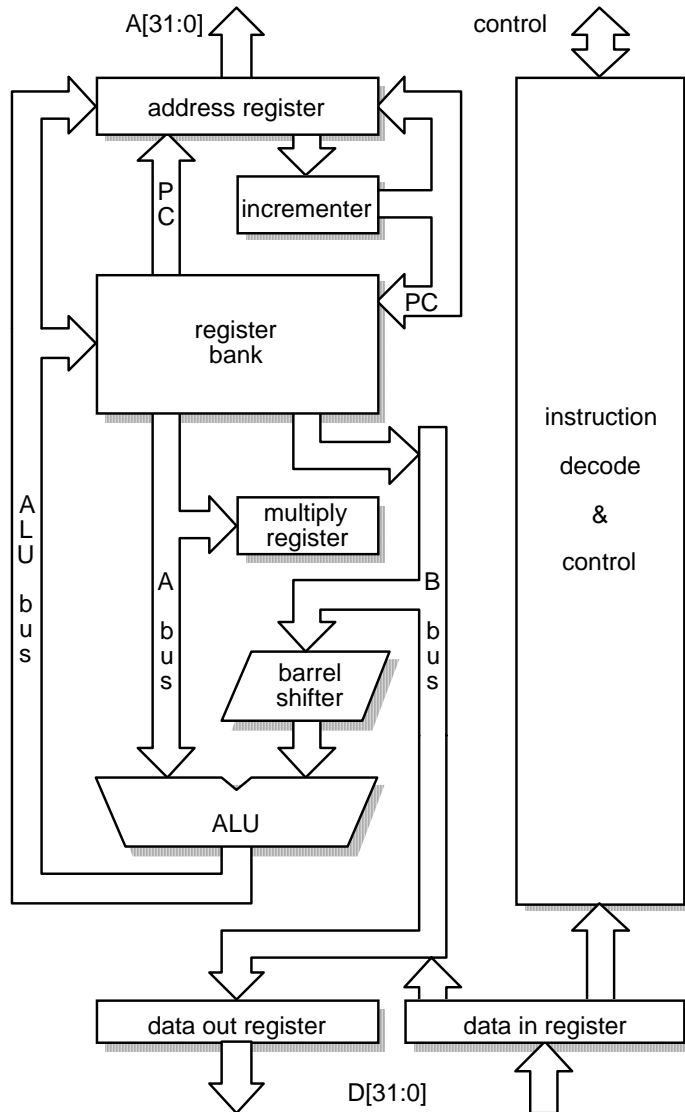 A[31:0]
control
address register
P
C
incrementer
PC
register
bank
instruction
decode
&
control
multiply
register
A
L
U
b
u
s
A
b
u
s
B
b
u
s
barrel
shifter
ALU
data out register
data in register
D[31:0]